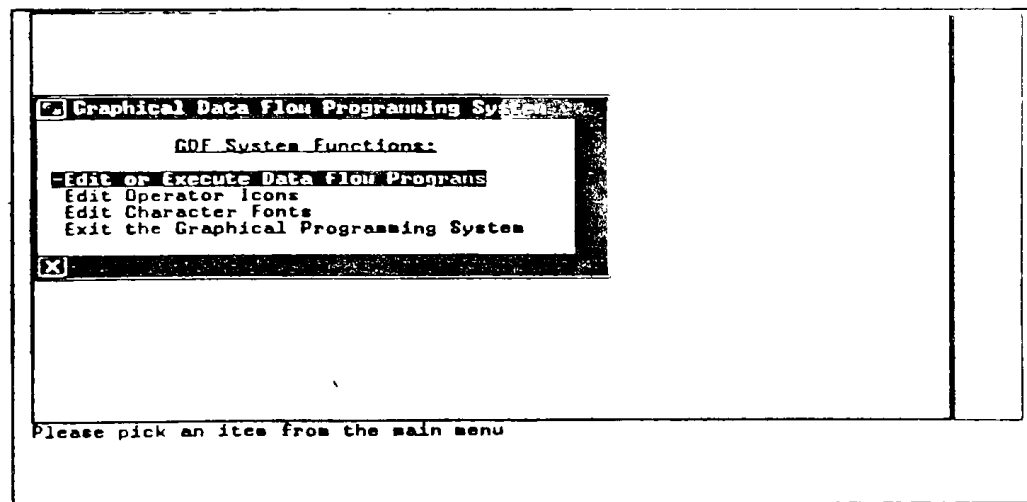 Graphical Data Flow Programming System
GDF System Functions:
-Edit or Execute Data Flow Programs
Edit Operator Icons
Edit Character Fonts
Exit the Graphical Programming System
X
Please pick an item from the main menu